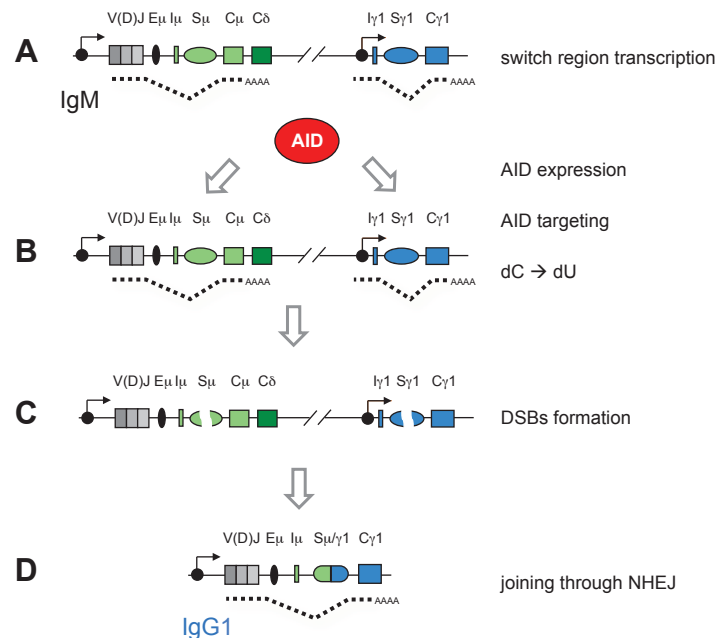 V(D)J Eμ Iμ Sμ Cμ Cδ Iγ1 Sγ1 Cγ1
A switch region transcription
AAAA AAAA
IgM
AID
AID expression
V(D)J Eμ Iμ Sμ Cμ Cδ Iγ1 Sγ1 Cγ1 AID targeting
B
dC → dU
AAAA AAAA
V(D)J Eμ Iμ Sμ Cμ Cδ Iγ1 Sγ1 Cγ1
C DSBs formation
V(D)J Eμ Iμ Sμ/γ1 Cγ1
D joining through NHEJ
AAAA
IgG1